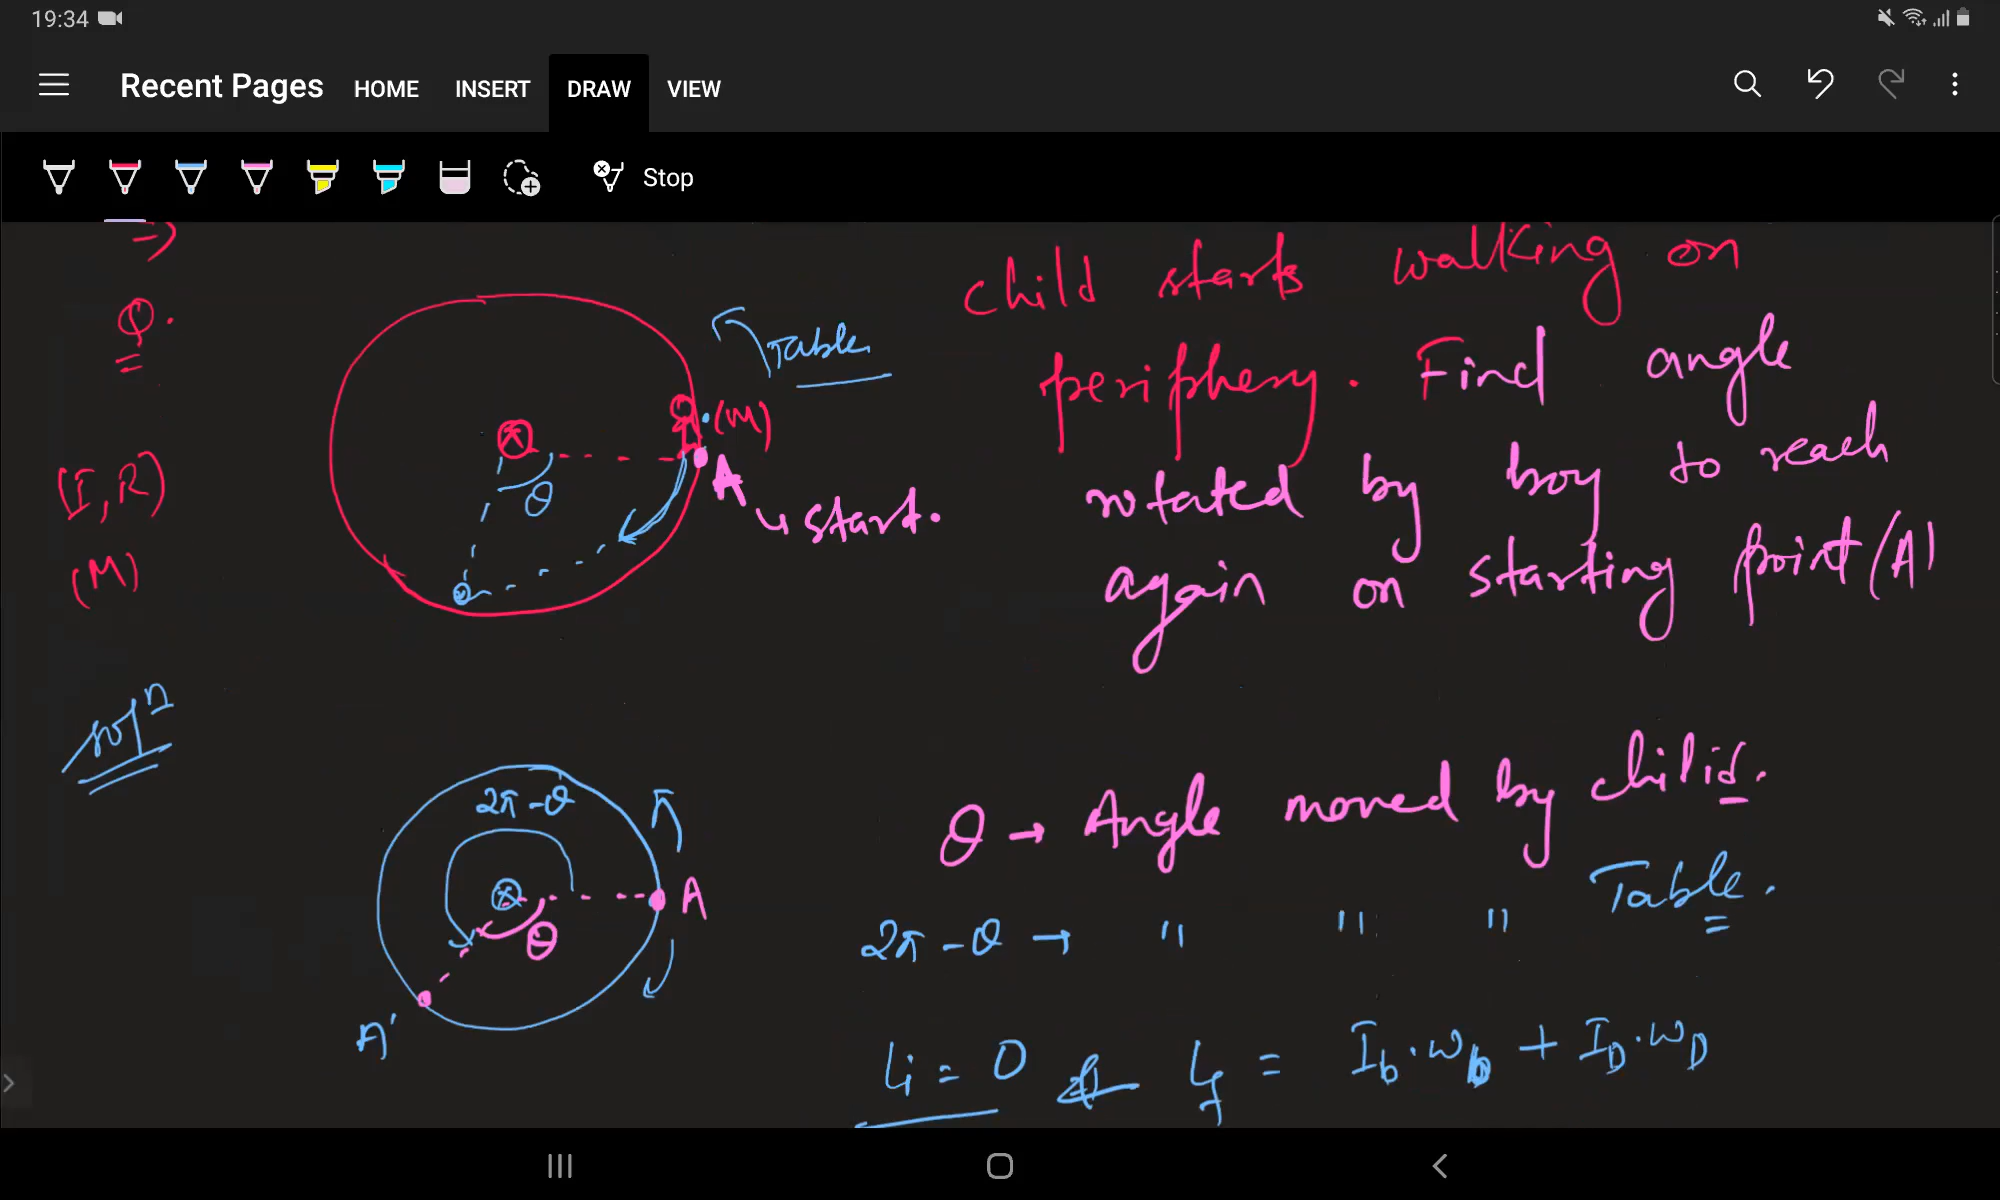 19:34
Recent Pages HOME INSERT DRAW VIEW
Stop
⇒ child starts walking on
Q. Table periphery. Find angle
(M)
A θ
(I, R) ↳ start. rotated by boy to reach
(M) again on starting point (A)
solⁿ
2π - θ
θ → Angle moved by child.
A
θ
2π - θ → " " " Table.
A'
Li = 0 & Lf = Ib·ωb + ID·ωD